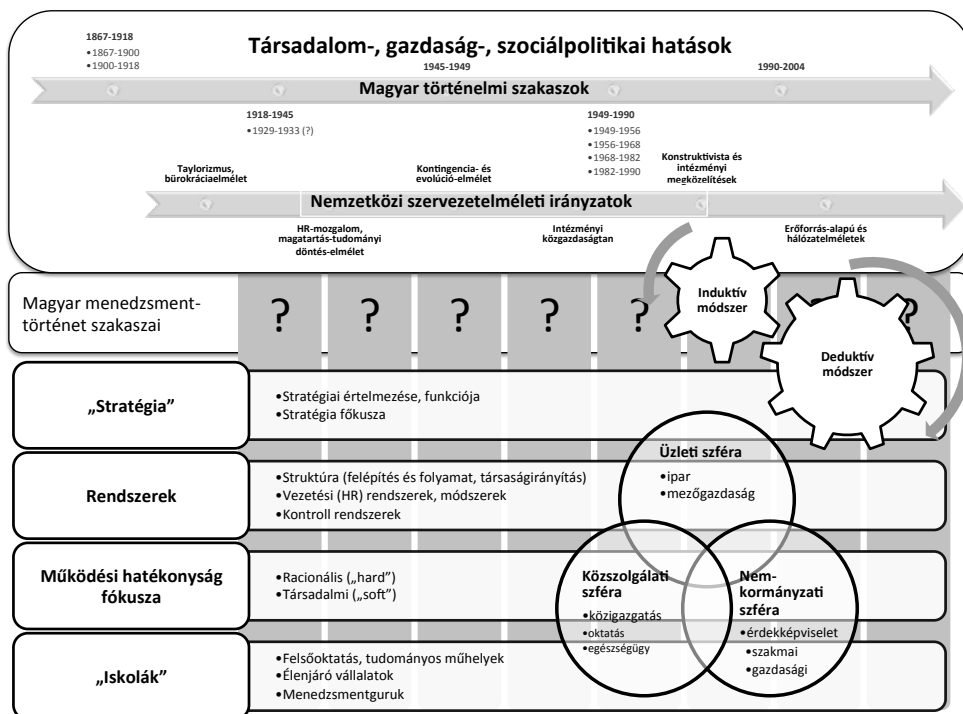 Társadalom-, gazdaság-, szociálpolitikai hatások
1867-1918
•1867-1900
•1900-1918
1945-1949
1990-2004
Magyar történelmi szakaszok
1918-1945
•1929-1933 (?)
1949-1990
•1949-1956
•1956-1968
•1968-1982
•1982-1990
Taylorizmus,
bürokráciaelmélet
Kontingencia- és
evolúció-elmélet
Konstruktivista és
intézményi
megközelítések
Nemzetközi szervezetelméleti irányzatok
HR-mozgalom,
magatartás-tudományi
döntés-elmélet
Intézményi
közgazdaságtan
Erőforrás-alapú és
hálózatelméletek
Magyar menedzsment-
történet szakaszai
? ? ? ? ? ? ?
Induktív
módszer
Deduktív
módszer
„Stratégia”
•Stratégiai értelmezése, funkciója
•Stratégia főkusza
Rendszerek
•Struktúra (felépítés és folyamat, társaságirányítás)
•Vezetési (HR) rendszerek, módszerek
•Kontroll rendszerek
Üzleti szféra
•ipar
•mezőgazdaság
Működési hatékonyság
fókusza
•Racionális („hard”)
•Társadalmi („soft”)
Közszolgálati
szféra
•közigazgatás
•oktatás
•egészségügy
Nem-
kormányzati
szféra
•érdekképviselet
•szakmai
•gazdasági
„Iskolák”
•Felsőoktatás, tudományos műhelyek
•Élenjáró vállalatok
•Menedzsmentguruk